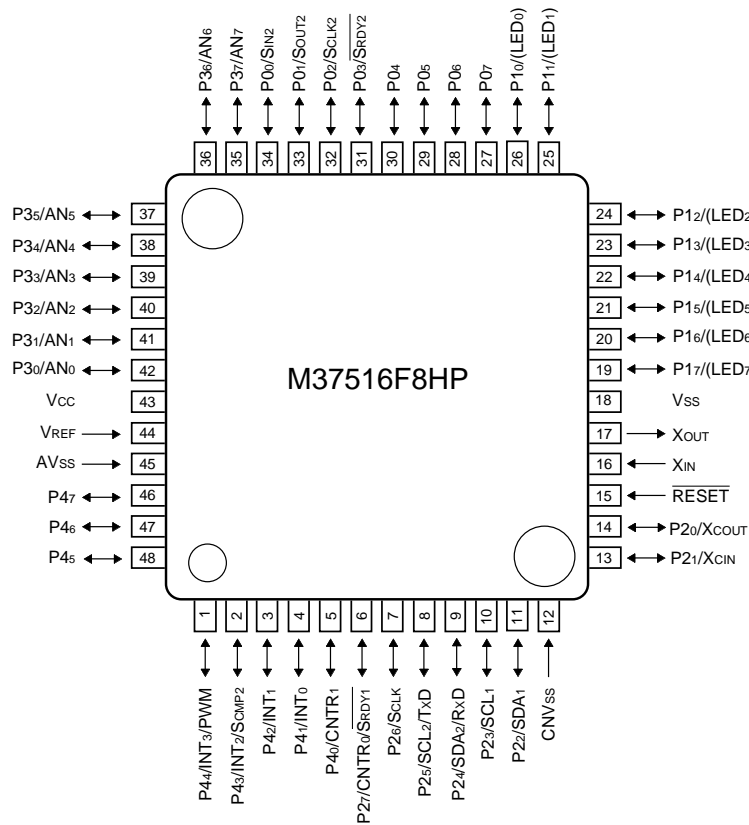 P36/AN6
P37/AN7
P00/SIN2
P01/SOUT2
P02/SCLK2
P03/SRDY2
P04
P05
P06
P07
P10/(LED0)
P11/(LED1)
36
35
34
33
32
31
30
29
28
27
26
25
P35/AN5
37
P34/AN4
38
P33/AN3
39
P32/AN2
40
P31/AN1
41
P30/AN0
42
VCC
43
VREF
44
AVSS
45
P47
46
P46
47
P45
48
M37516F8HP
24
P12/(LED2
23
P13/(LED3
22
P14/(LED4
21
P15/(LED5
20
P16/(LED6
19
P17/(LED7
18
VSS
17
XOUT
16
XIN
15
RESET
14
P20/XCOUT
13
P21/XCIN
1
2
3
4
5
6
7
8
9
10
11
12
P44/INT3/PWM
P43/INT2/SCMP2
P42/INT1
P41/INT0
P40/CNTR1
P27/CNTR0/SRDY1
P26/SCLK
P25/SCL2/TxD
P24/SDA2/RxD
P23/SCL1
P22/SDA1
CNVSS